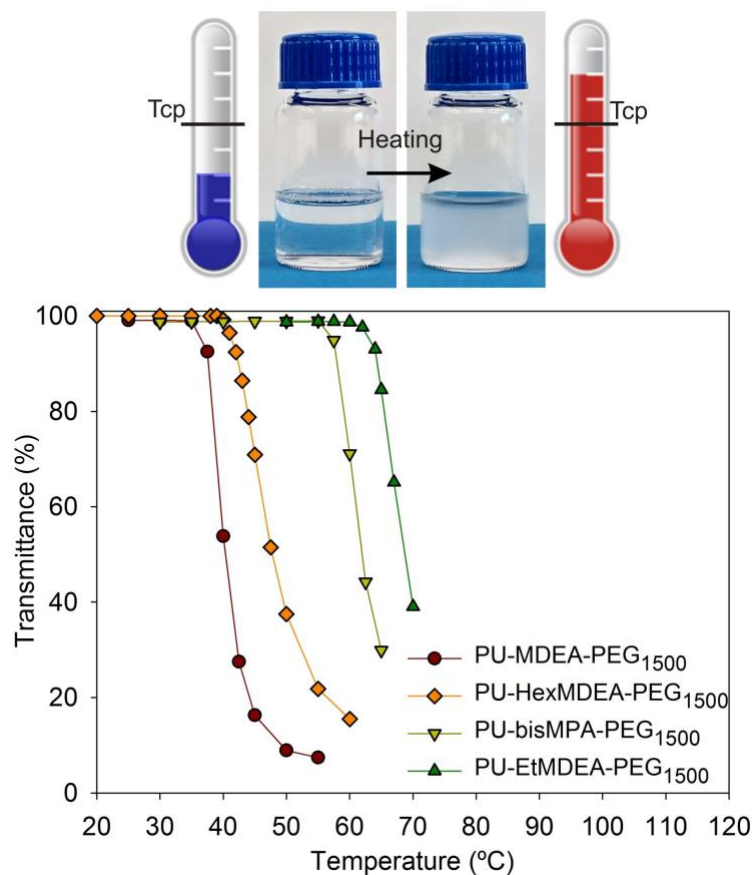 Tcp
Heating
Tcp
100
80
60
40
20
0
Transmittance (%)
PU-MDEA-PEG1500
PU-HexMDEA-PEG1500
PU-bisMPA-PEG1500
PU-EtMDEA-PEG1500
20 30 40 50 60 70 80 90 100 110 120
Temperature (ºC)